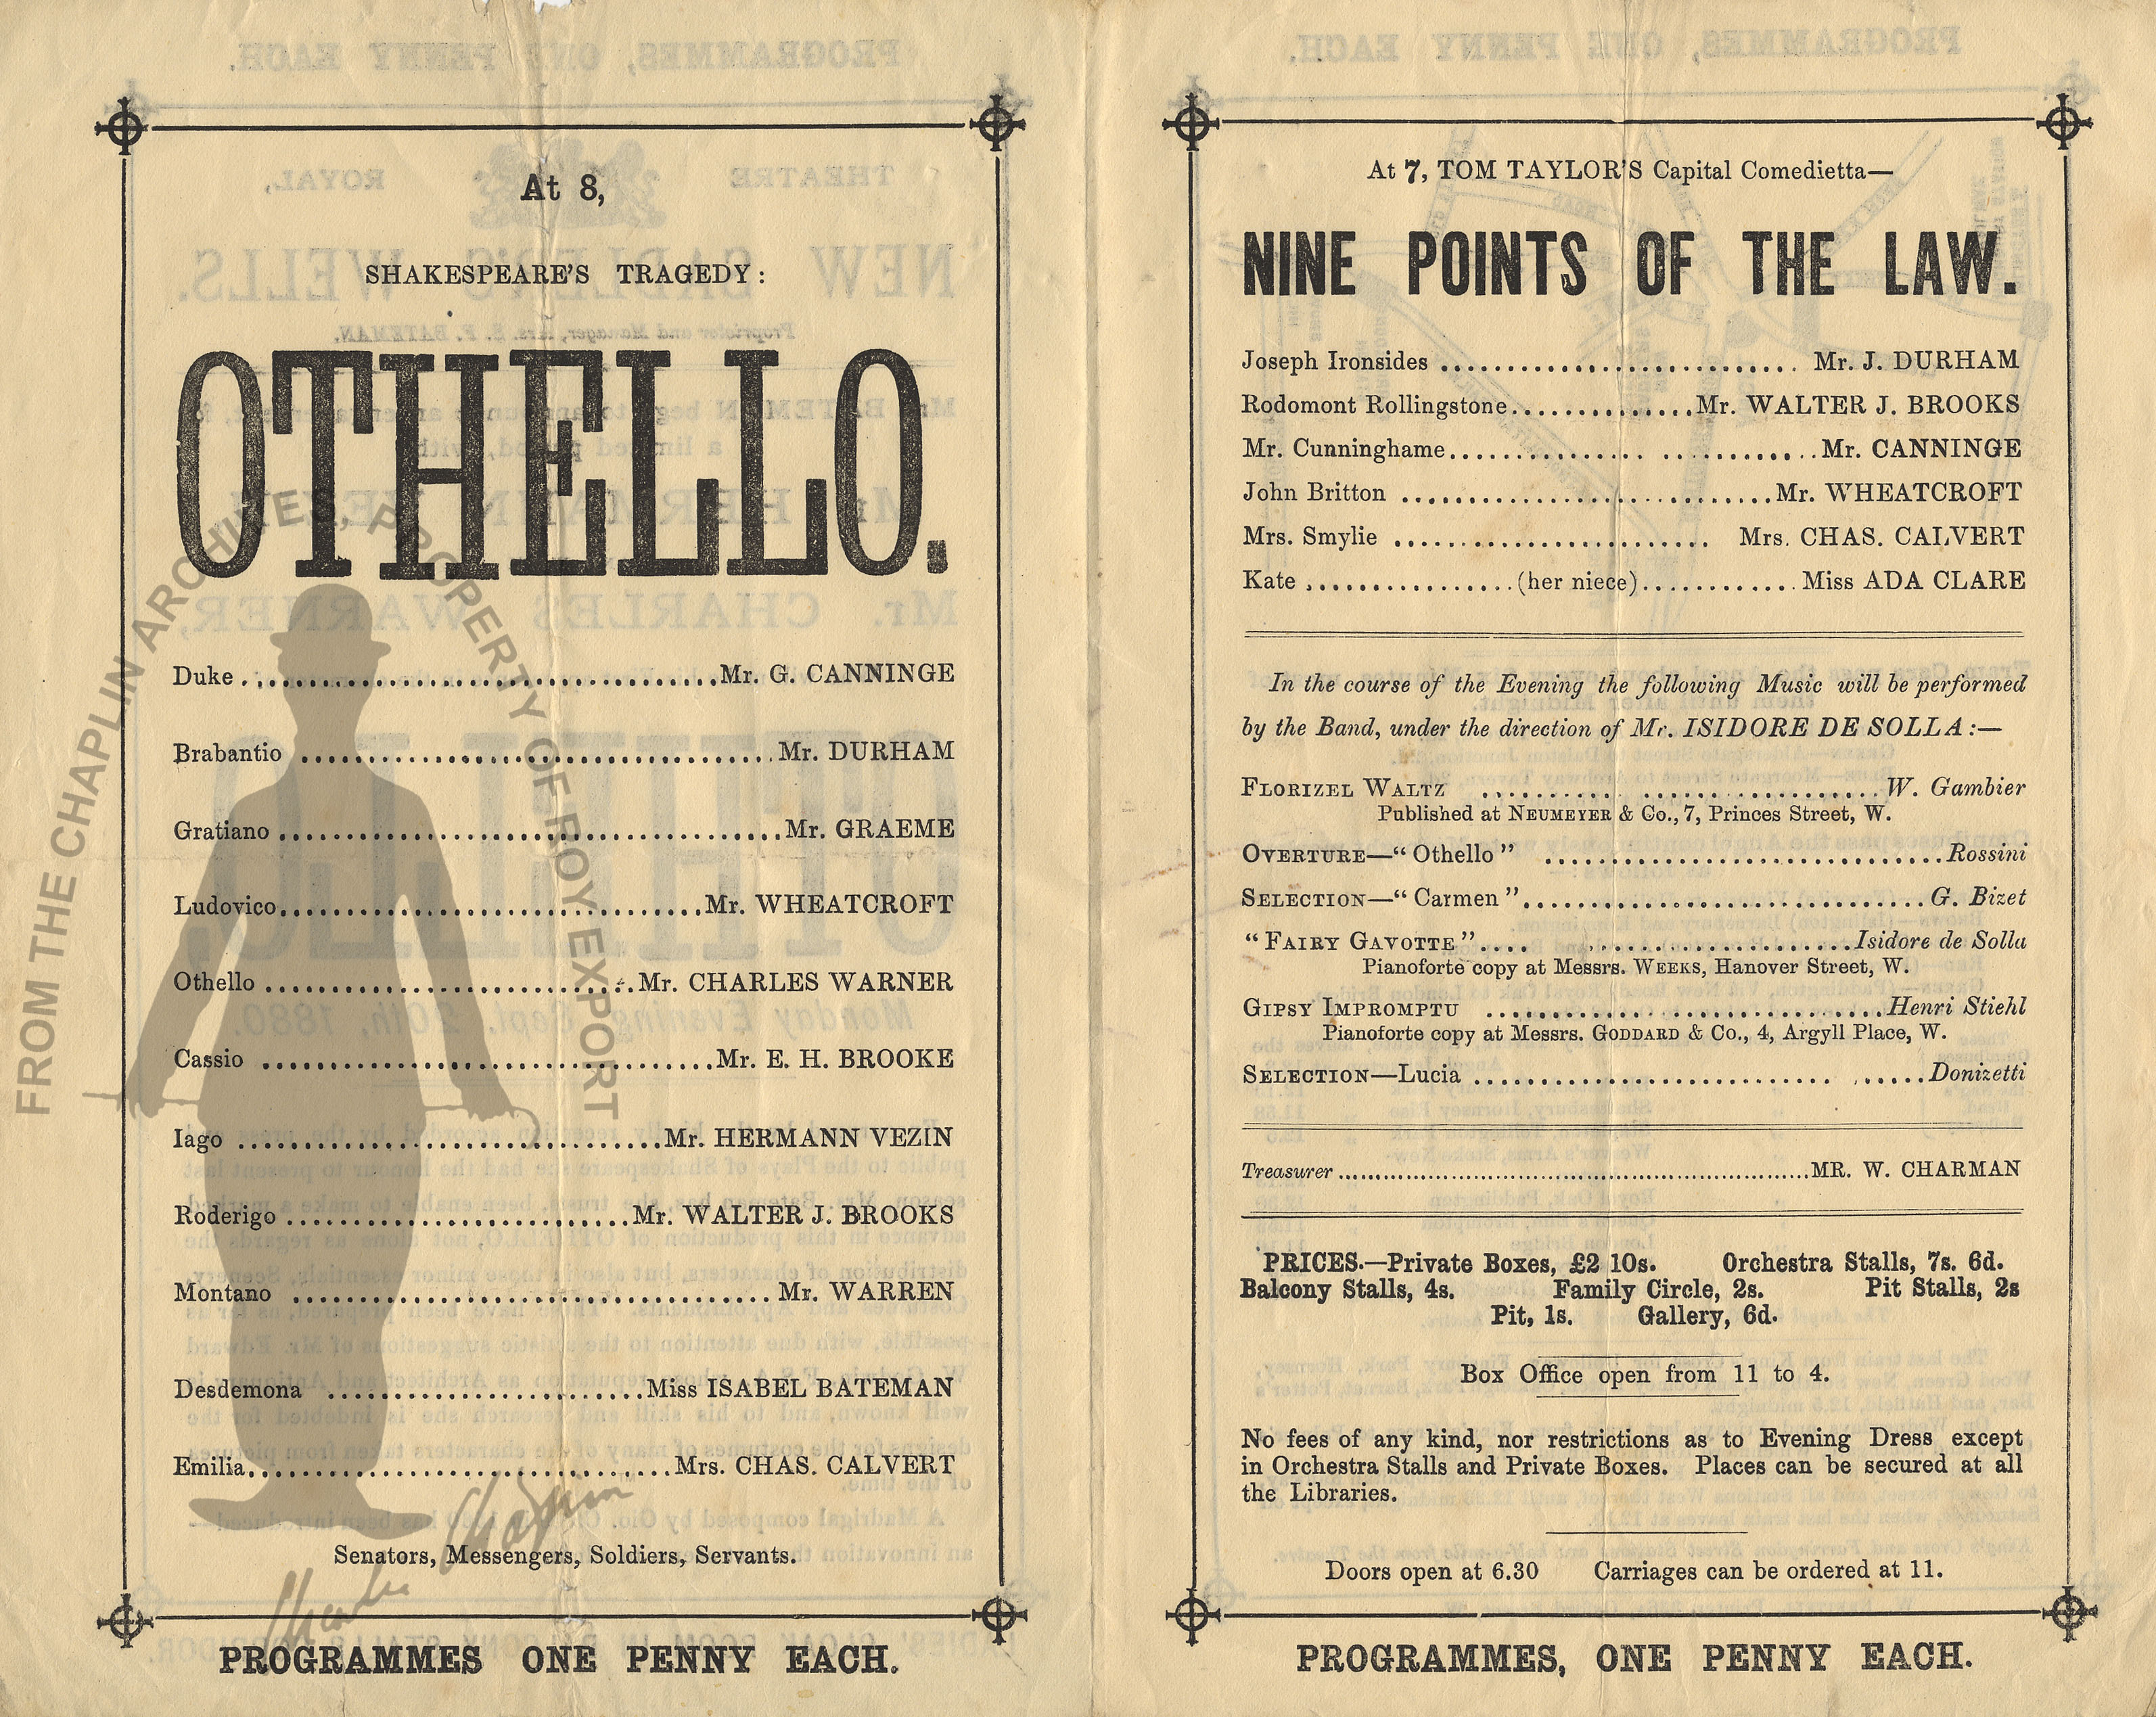 At 8,
SHAKESPEARE'S TRAGEDY:
OTHELLO.
Duke ........ Mr. G. CANNINGE
Brabantio ........ Mr. DURHAM
Gratiano ........ Mr. GRAEME
Ludovico ........ Mr. WHEATCROFT
Othello ........ Mr. CHARLES WARNER
Cassio ........ Mr. E. H. BROOKE
Iago ........ Mr. HERMANN VEZIN
Roderigo ........ Mr. WALTER J. BROOKS
Montano ........ Mr. WARREN
Desdemona ........ Miss ISABEL BATEMAN
Emilia ........ Mrs. CHAS. CALVERT
Senators, Messengers, Soldiers, Servants.
PROGRAMMES ONE PENNY EACH.
FROM THE CHAPLIN ARCHIVES, PROPERTY OF ROY EXPORT
Charlie Chaplin
At 7, TOM TAYLOR'S Capital Comedietta—
NINE POINTS OF THE LAW.
Joseph Ironsides ........ Mr. J. DURHAM
Rodomont Rollingstone ........ Mr. WALTER J. BROOKS
Mr. Cunninghame ........ Mr. CANNINGE
John Britton ........ Mr. WHEATCROFT
Mrs. Smylie ........ Mrs. CHAS. CALVERT
Kate ........ (her niece) ........ Miss ADA CLARE
In the course of the Evening the following Music will be performed
by the Band, under the direction of Mr. ISIDORE DE SOLLA:—
FLORIZEL WALTZ ........ W. Gambier
Published at NEUMEYER & Co., 7, Princes Street, W.
OVERTURE—"Othello" ........ Rossini
SELECTION—"Carmen" ........ G. Bizet
"FAIRY GAVOTTE" ........ Isidore de Solla
Pianoforte copy at Messrs. WEEKS, Hanover Street, W.
GIPSY IMPROMPTU ........ Henri Stiehl
Pianoforte copy at Messrs. GODDARD & Co., 4, Argyll Place, W.
SELECTION—Lucia ........ Donizetti
Treasurer ........ MR. W. CHARMAN
PRICES.—Private Boxes, £2 10s. Orchestra Stalls, 7s. 6d.
Balcony Stalls, 4s. Family Circle, 2s. Pit Stalls, 2s
Pit, 1s. Gallery, 6d.
Box Office open from 11 to 4.
No fees of any kind, nor restrictions as to Evening Dress except
in Orchestra Stalls and Private Boxes. Places can be secured at all
the Libraries.
Doors open at 6.30 Carriages can be ordered at 11.
PROGRAMMES, ONE PENNY EACH.